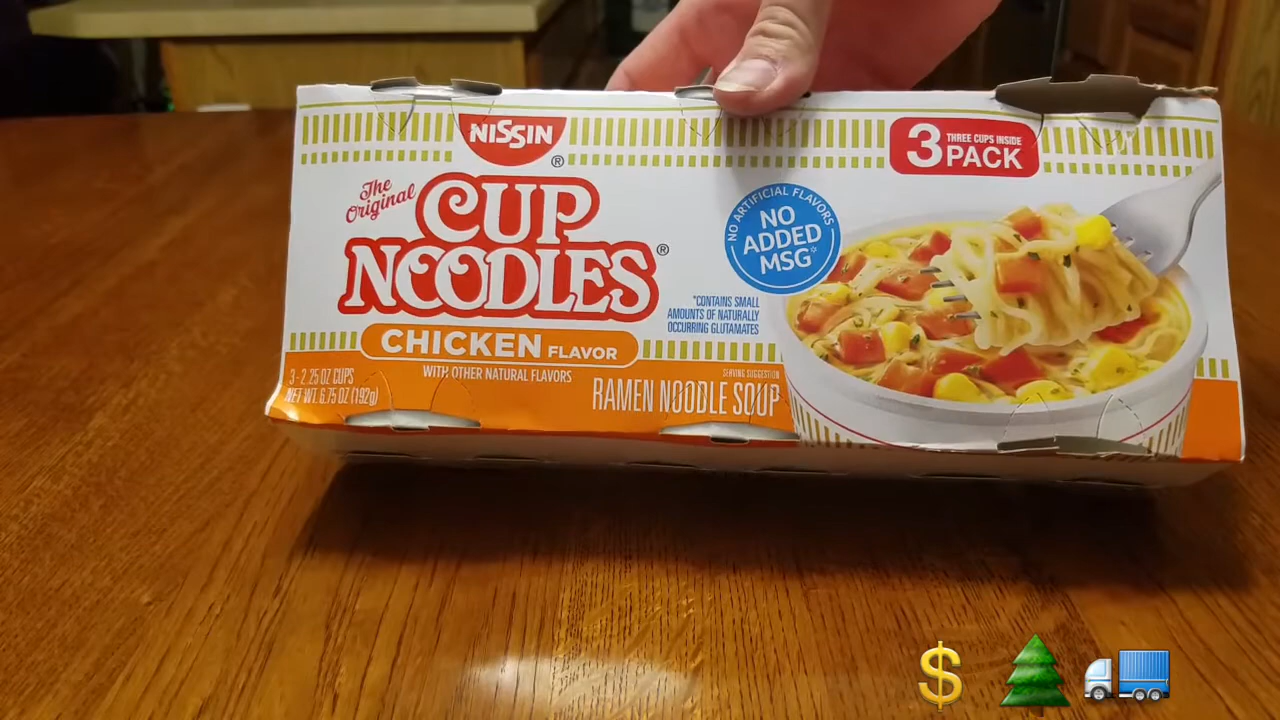 NISSIN
®
3 THREE CUPS INSIDE
PACK
The
Original
CUP
NOODLES®
NO ARTIFICIAL FLAVORS
NO
ADDED
MSG*
*CONTAINS SMALL
AMOUNTS OF NATURALLY
OCCURRING GLUTAMATES
CHICKEN FLAVOR
WITH OTHER NATURAL FLAVORS
SERVING SUGGESTION
RAMEN NOODLE SOUP
3 - 2.25 OZ CUPS
NET WT. 6.75 OZ (192g)